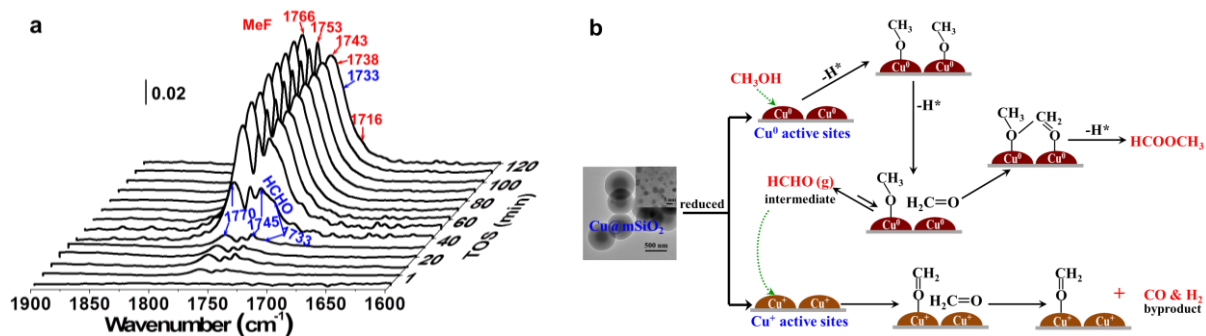 a
MeF
1766
1753
1743
1738
1733
1716
0.02
HCHO
1770
1745
1733
120
100
80
60
40
20
1
TOS (min)
1900 1850 1800 1750 1700 1650 1600
Wavenumber (cm⁻¹)
b
CH₃ CH₃
O O
Cu⁰ Cu⁰
-H*
CH₃OH
Cu⁰ Cu⁰
Cu⁰ active sites
-H*
CH₃ CH₂
O O
Cu⁰ Cu⁰
-H*
HCOOCH₃
HCHO (g)
intermediate
CH₃
O H₂C=O
Cu⁰ Cu⁰
reduced
Cu@mSiO₂
500 nm
CH₂
O H₂C=O
Cu⁺ Cu⁺
CH₂
O
Cu⁺ Cu⁺
+ CO & H₂
byproduct
Cu⁺ Cu⁺
Cu⁺ active sites